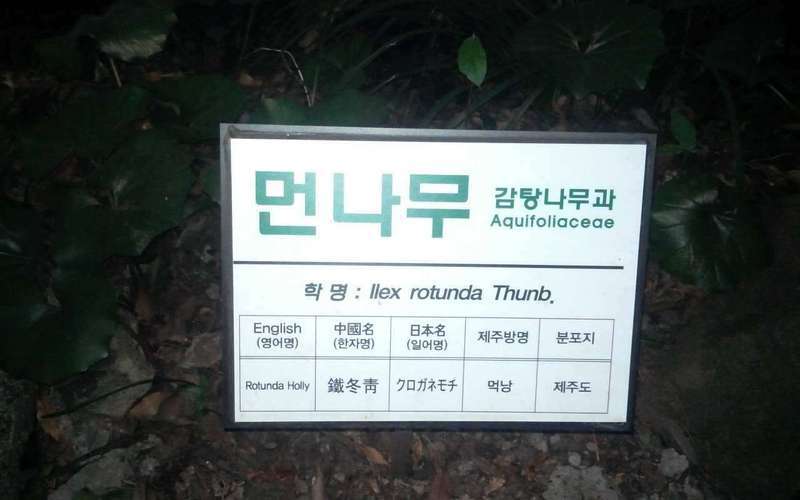 먼나무 감탕나무과
Aquifoliaceae
학 명 : Ilex rotunda Thunb.
English 中國名 日本名 제주방명 분포지
(영어명) (한자명) (일어명)
Rotunda Holly 鐵冬靑 クロガネモチ 먹낭 제주도